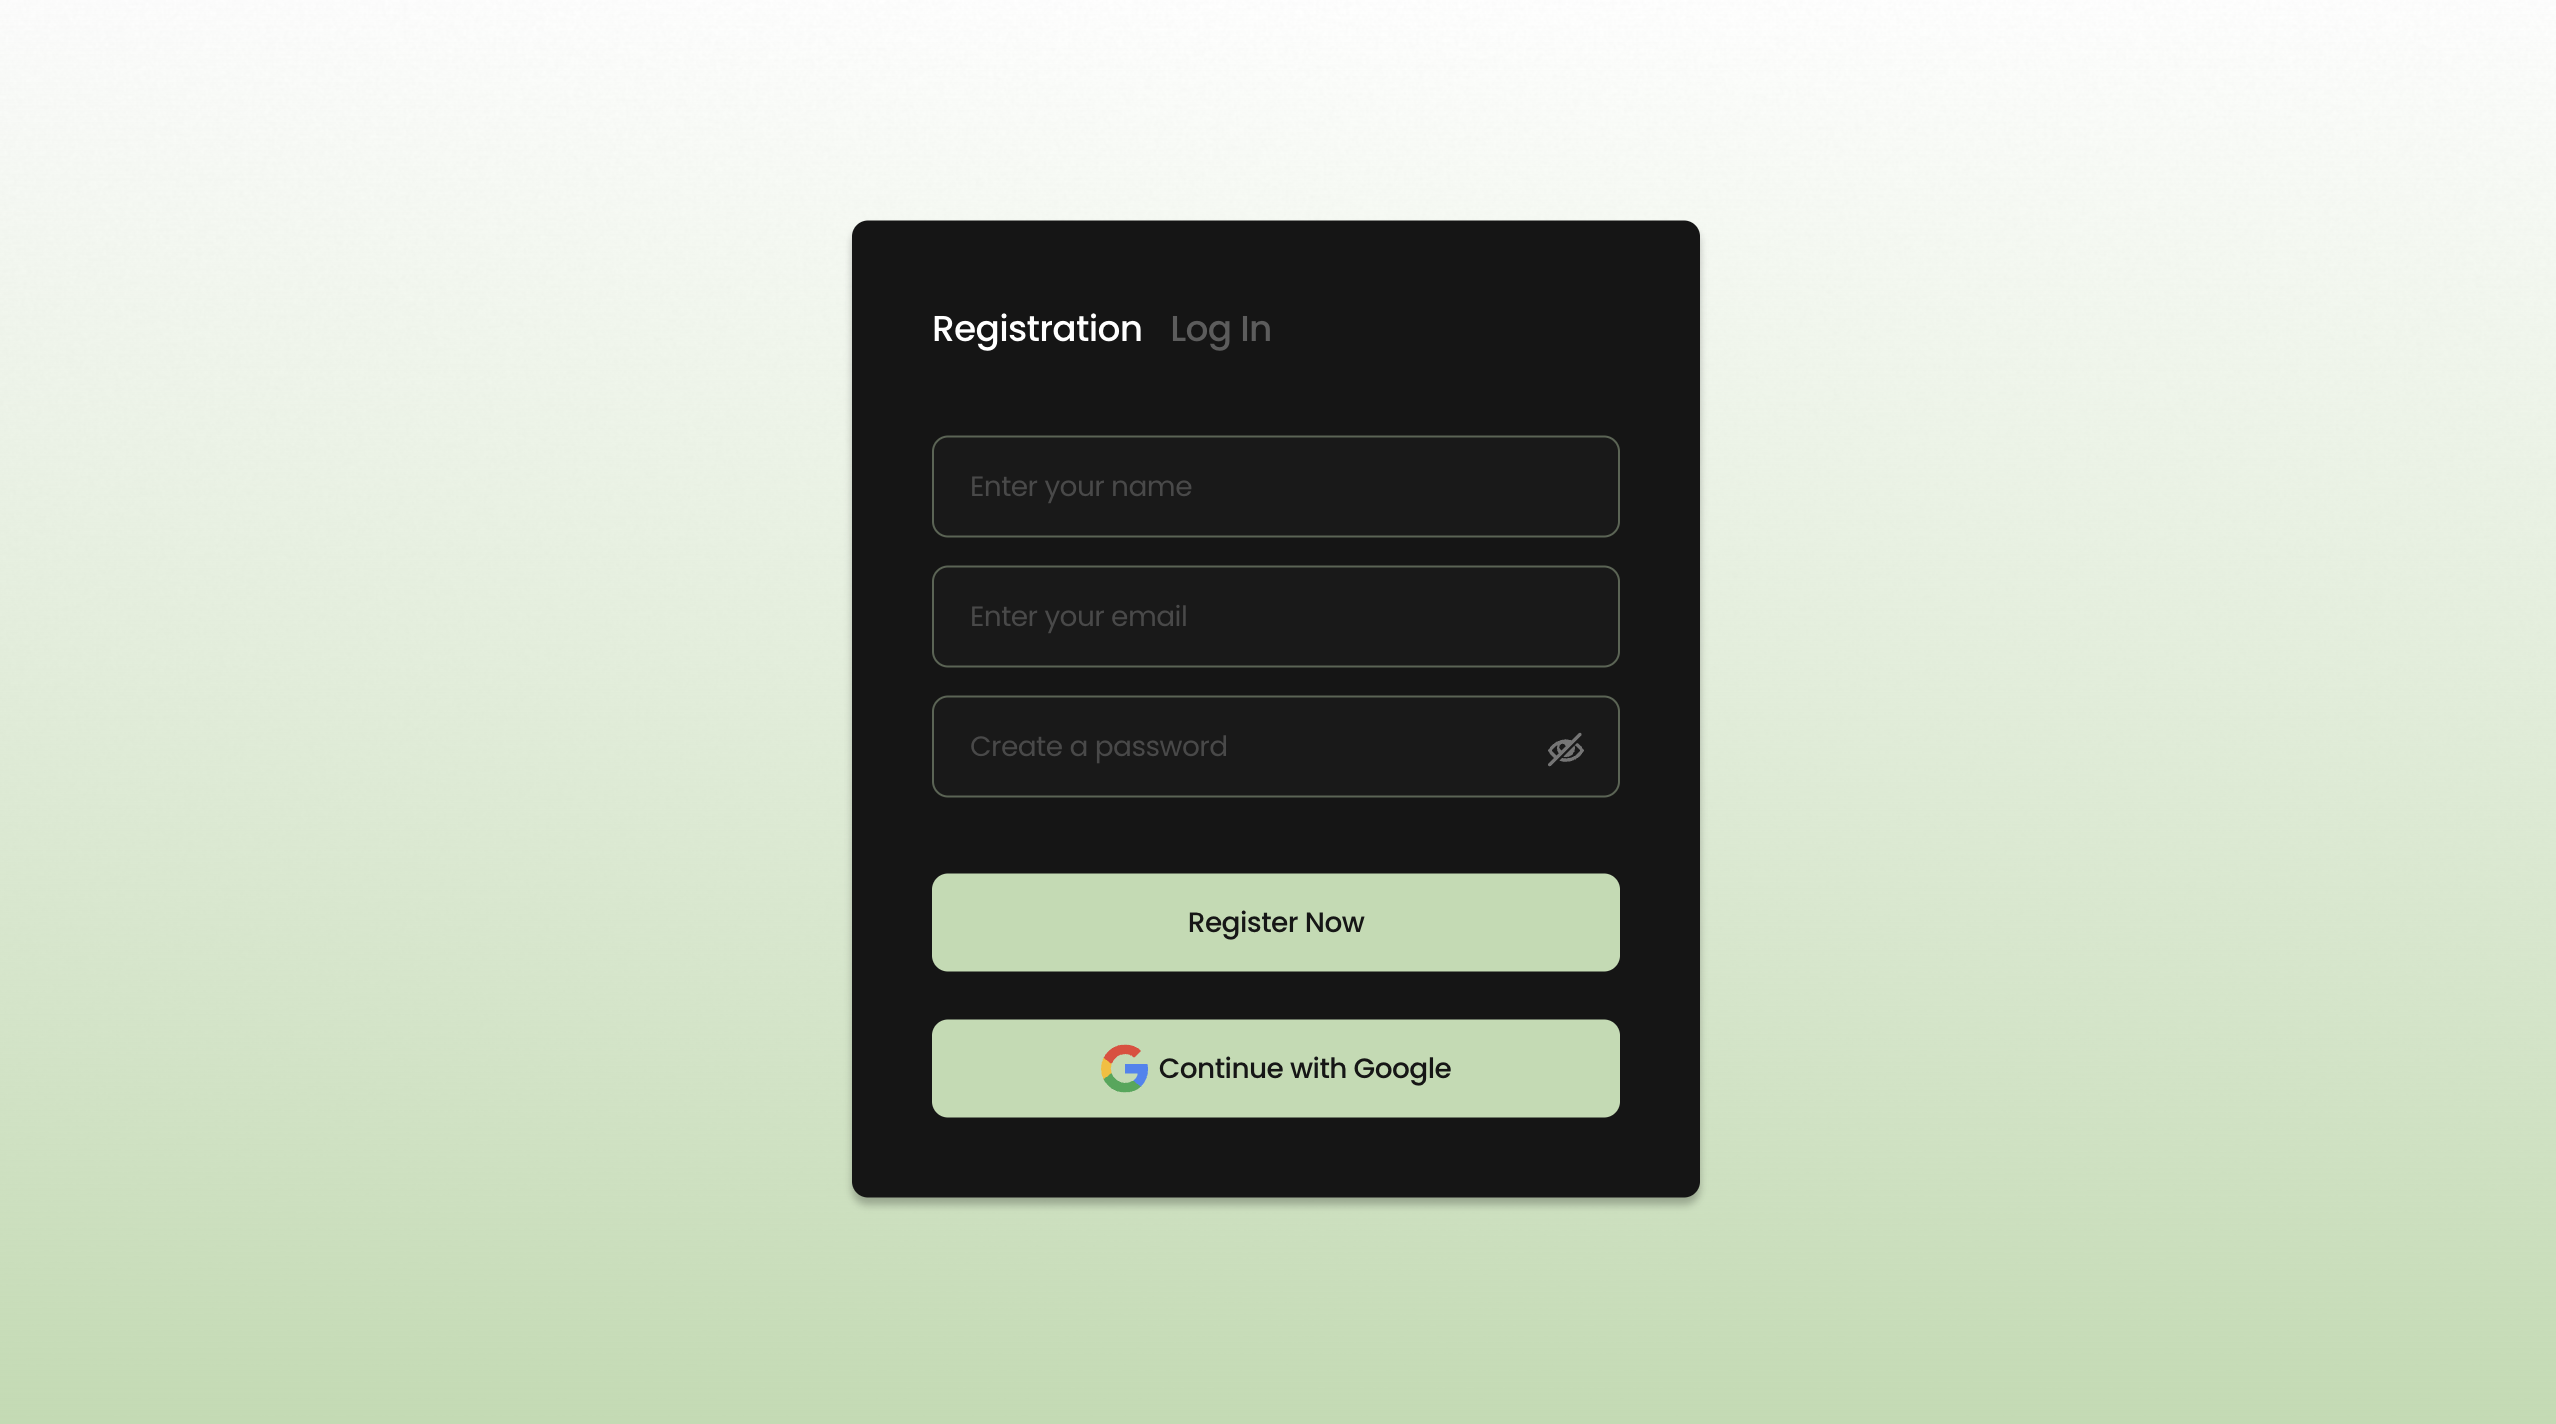 Registration Log In
Enter your name
Enter your email
Create a password
Register Now
Continue with Google